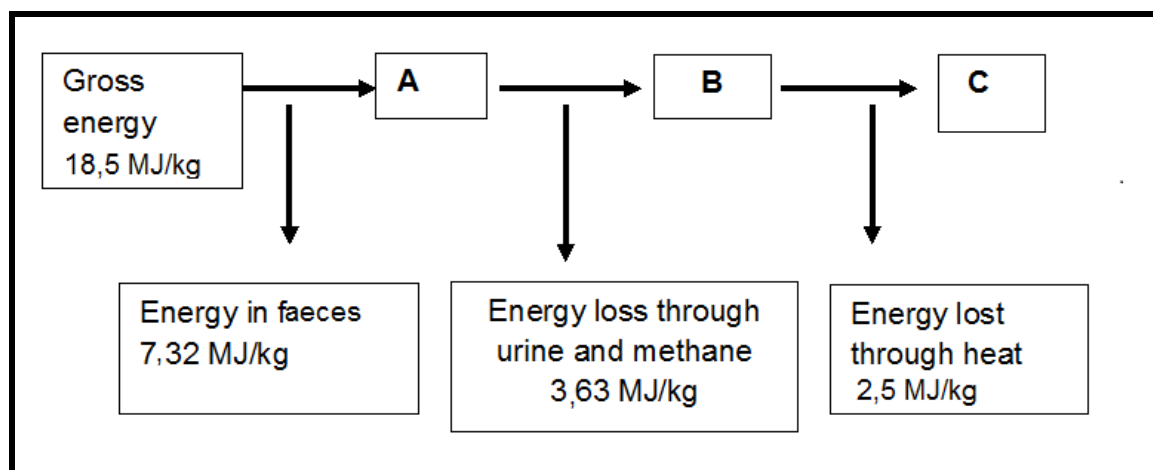 Gross
energy
18,5 MJ/kg
A
B
C
Energy in faeces
7,32 MJ/kg
Energy loss through
urine and methane
3,63 MJ/kg
Energy lost
through heat
2,5 MJ/kg